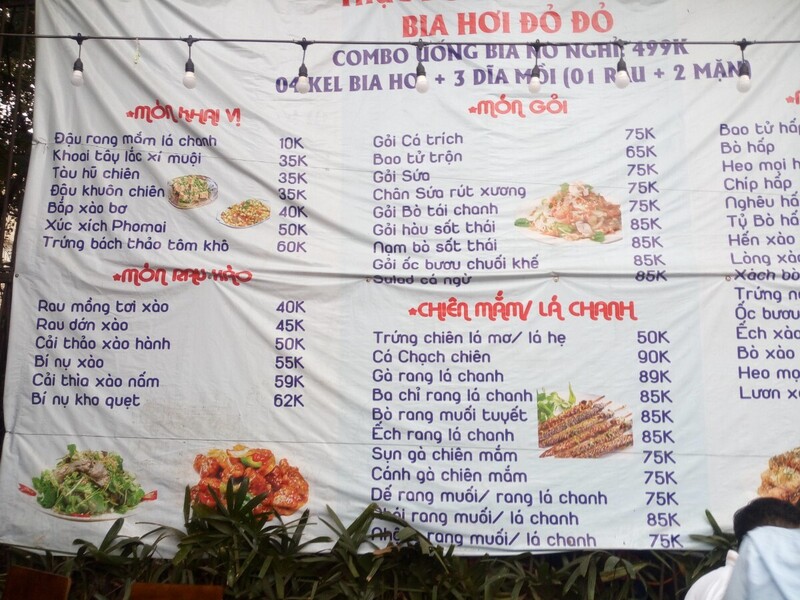 BIA HƠI ĐỎ ĐỎ
COMBO UỐNG BIA NO NGHỈ 499K
04 KEL BIA HƠI + 3 DĨA MỒI (01 RAU + 2 MẶN)
MÓN KHAI VỊ
Đậu rang mắm lá chanh 10K
Khoai tây lắc xí muội 35K
Tàu hũ chiên 35K
Đậu khuôn chiên 35K
Bắp xào bơ 40K
Xúc xích Phomai 50K
Trứng bách thảo tôm khô 60K
MÓN RAU XÀO
Rau mồng tơi xào 40K
Rau dớn xào 45K
Cải thảo xào hành 50K
Bí nụ xào 55K
Cải thìa xào nấm 59K
Bí nụ kho quẹt 62K
MÓN GỎI
Gỏi Cá trích 75K
Bao tử trộn 65K
Gỏi Sứa 75K
Chân Sứa rút xương 75K
Gỏi Bò tái chanh 75K
Gỏi hàu sốt thái 85K
Nạm bò sốt thái 85K
Gỏi ốc bươu chuối khế 85K
Salad cá ngừ 85K
CHIÊN MẮM/ LÁ CHANH
Trứng chiên lá mơ/ lá hẹ 50K
Cá Chạch chiên 90K
Gà rang lá chanh 89K
Ba chỉ rang lá chanh 85K
Bò rang muối tuyết 85K
Ếch rang lá chanh 85K
Sụn gà chiên mắm 75K
Cánh gà chiên mắm 75K
Dế rang muối/ rang lá chanh 75K
rang muối/ lá chanh 85K
rang muối/ lá chanh 75K
Bao tử hấp
Bò hấp
Heo mọi
Chíp hấp
Nghêu
Tỷ Bò
Hến xào
Lòng xào
Xách bò
Trứng
Ốc bươu
Ếch xào
Bò xào
Heo mọi
Lươn